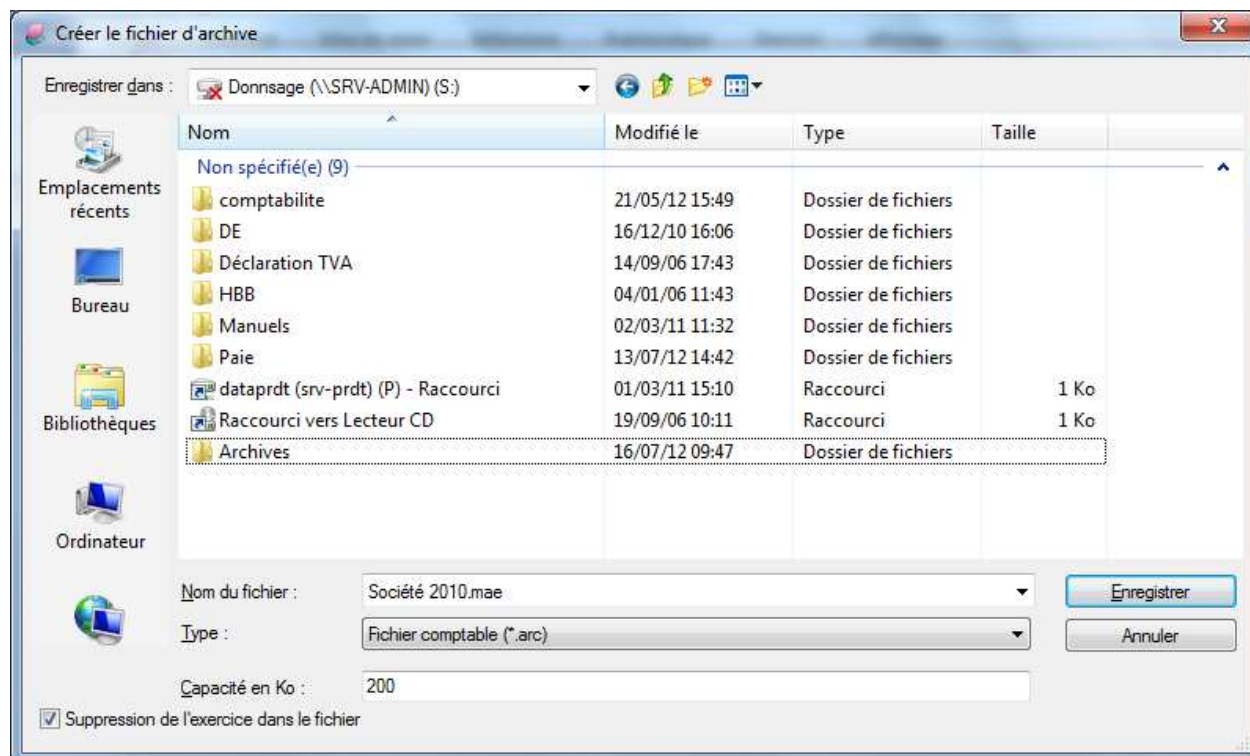 Créer le fichier d'archive
Enregistrer dans : Donnsage (\\SRV-ADMIN) (S:)
Nom Modifié le Type Taille
Non spécifié(e) (9)
comptabilite 21/05/12 15:49 Dossier de fichiers
DE 16/12/10 16:06 Dossier de fichiers
Déclaration TVA 14/09/06 17:43 Dossier de fichiers
HBB 04/01/06 11:43 Dossier de fichiers
Manuels 02/03/11 11:32 Dossier de fichiers
Paie 13/07/12 14:42 Dossier de fichiers
dataprdt (srv-prdt) (P) - Raccourci 01/03/11 15:10 Raccourci 1 Ko
Raccourci vers Lecteur CD 19/09/06 10:11 Raccourci 1 Ko
Archives 16/07/12 09:47 Dossier de fichiers
Emplacements
récents
Bureau
Bibliothèques
Ordinateur
Nom du fichier : Société 2010.mae Enregistrer
Type : Fichier comptable (*.arc) Annuler
Capacité en Ko : 200
Suppression de l'exercice dans le fichier